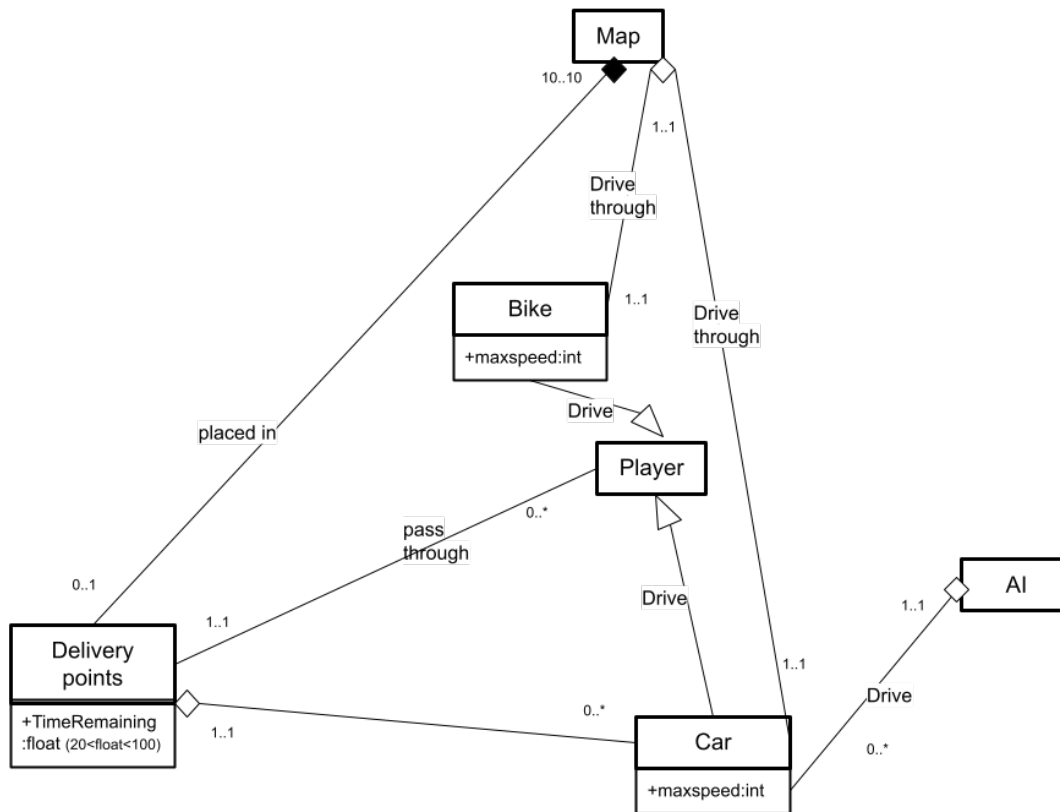 Map
10..10
1..1
Drive
through
Bike
1..1
+maxspeed:int
Drive
through
Drive
placed in
Player
0..*
pass
through
0..1
1..1
Drive
AI
1..1
Delivery
points
+TimeRemaining
:float (20<float<100)
1..1
0..*
1..1
Drive
Car
0..*
+maxspeed:int